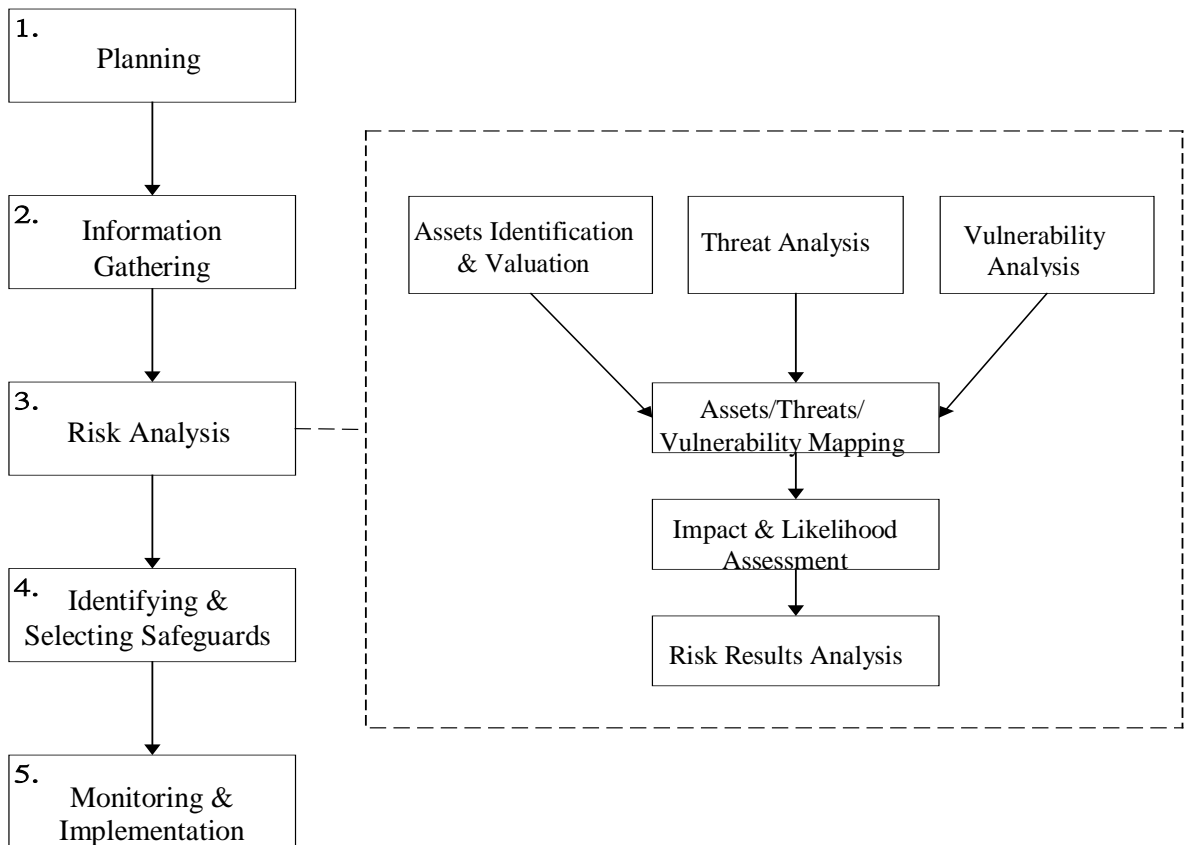 1.
Planning
2.
Information
Gathering
3.
Risk Analysis
4.
Identifying &
Selecting Safeguards
5.
Monitoring &
Implementation
Assets Identification
& Valuation
Threat Analysis
Vulnerability
Analysis
Assets/Threats/
Vulnerability Mapping
Impact & Likelihood
Assessment
Risk Results Analysis